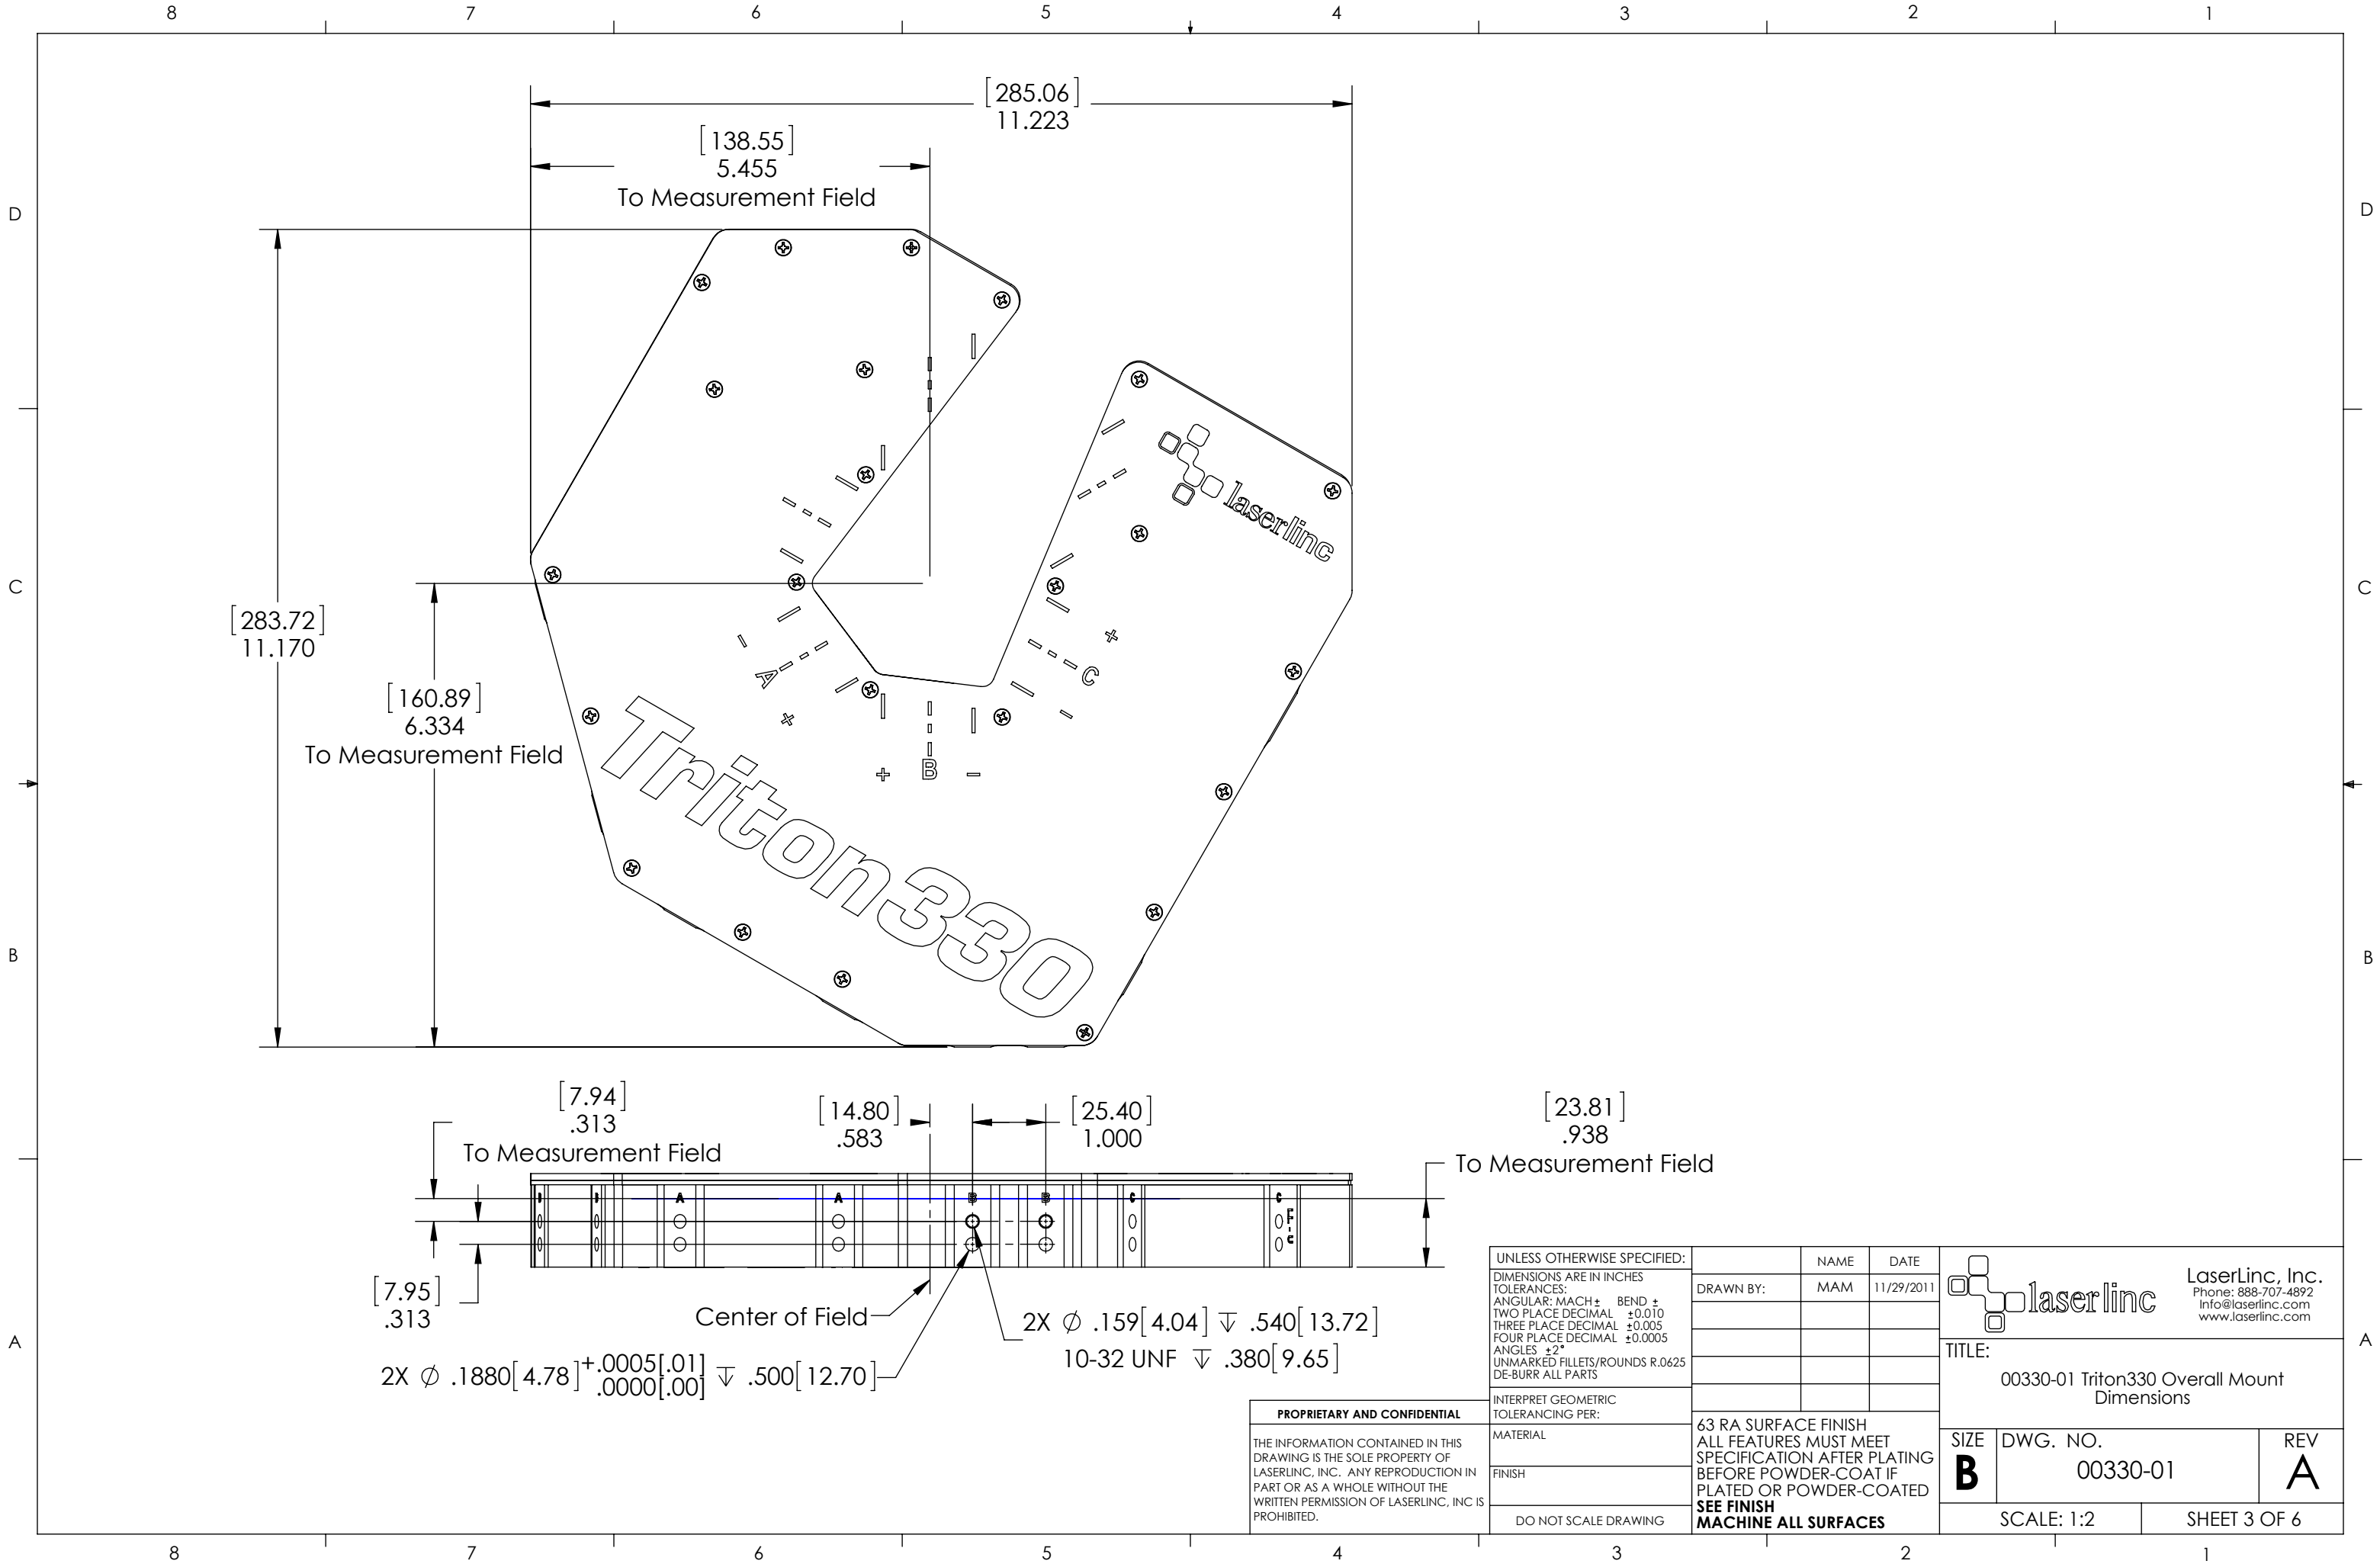 8 7 6 5 4 3 2 1
D D
C C
B B
A A
[285.06]
11.223
[138.55]
5.455
To Measurement Field
laserlinc
[283.72]
11.170
[160.89]
6.334
To Measurement Field
- A +
+ B -
+ C -
Triton330
[7.94]
.313
To Measurement Field
[14.80]
.583
[25.40]
1.000
[23.81]
.938
To Measurement Field
A A B B C C
[7.95]
.313
Center of Field
2X ∅ .159[4.04] ↧ .540[13.72]
10-32 UNF ↧ .380[9.65]
2X ∅ .1880[4.78] +.0005[.01] ↧ .500[12.70]
.0000[.00]
PROPRIETARY AND CONFIDENTIAL
THE INFORMATION CONTAINED IN THIS
DRAWING IS THE SOLE PROPERTY OF
LASERLINC, INC. ANY REPRODUCTION IN
PART OR AS A WHOLE WITHOUT THE
WRITTEN PERMISSION OF LASERLINC, INC IS
PROHIBITED.
UNLESS OTHERWISE SPECIFIED:
DIMENSIONS ARE IN INCHES
TOLERANCES:
ANGULAR: MACH± BEND ±
TWO PLACE DECIMAL ±0.010
THREE PLACE DECIMAL ±0.005
FOUR PLACE DECIMAL ±0.0005
ANGLES ±2°
UNMARKED FILLETS/ROUNDS R.0625
DE-BURR ALL PARTS
INTERPRET GEOMETRIC
TOLERANCING PER:
MATERIAL
FINISH
DO NOT SCALE DRAWING
NAME DATE
DRAWN BY: MAM 11/29/2011
63 RA SURFACE FINISH
ALL FEATURES MUST MEET
SPECIFICATION AFTER PLATING
BEFORE POWDER-COAT IF
PLATED OR POWDER-COATED
SEE FINISH
MACHINE ALL SURFACES
laserlinc
LaserLinc, Inc.
Phone: 888-707-4892
Info@laserlinc.com
www.laserlinc.com
TITLE:
00330-01 Triton330 Overall Mount
Dimensions
SIZE
B
DWG. NO.
00330-01
REV
A
SCALE: 1:2
SHEET 3 OF 6
8 7 6 5 4 3 2 1